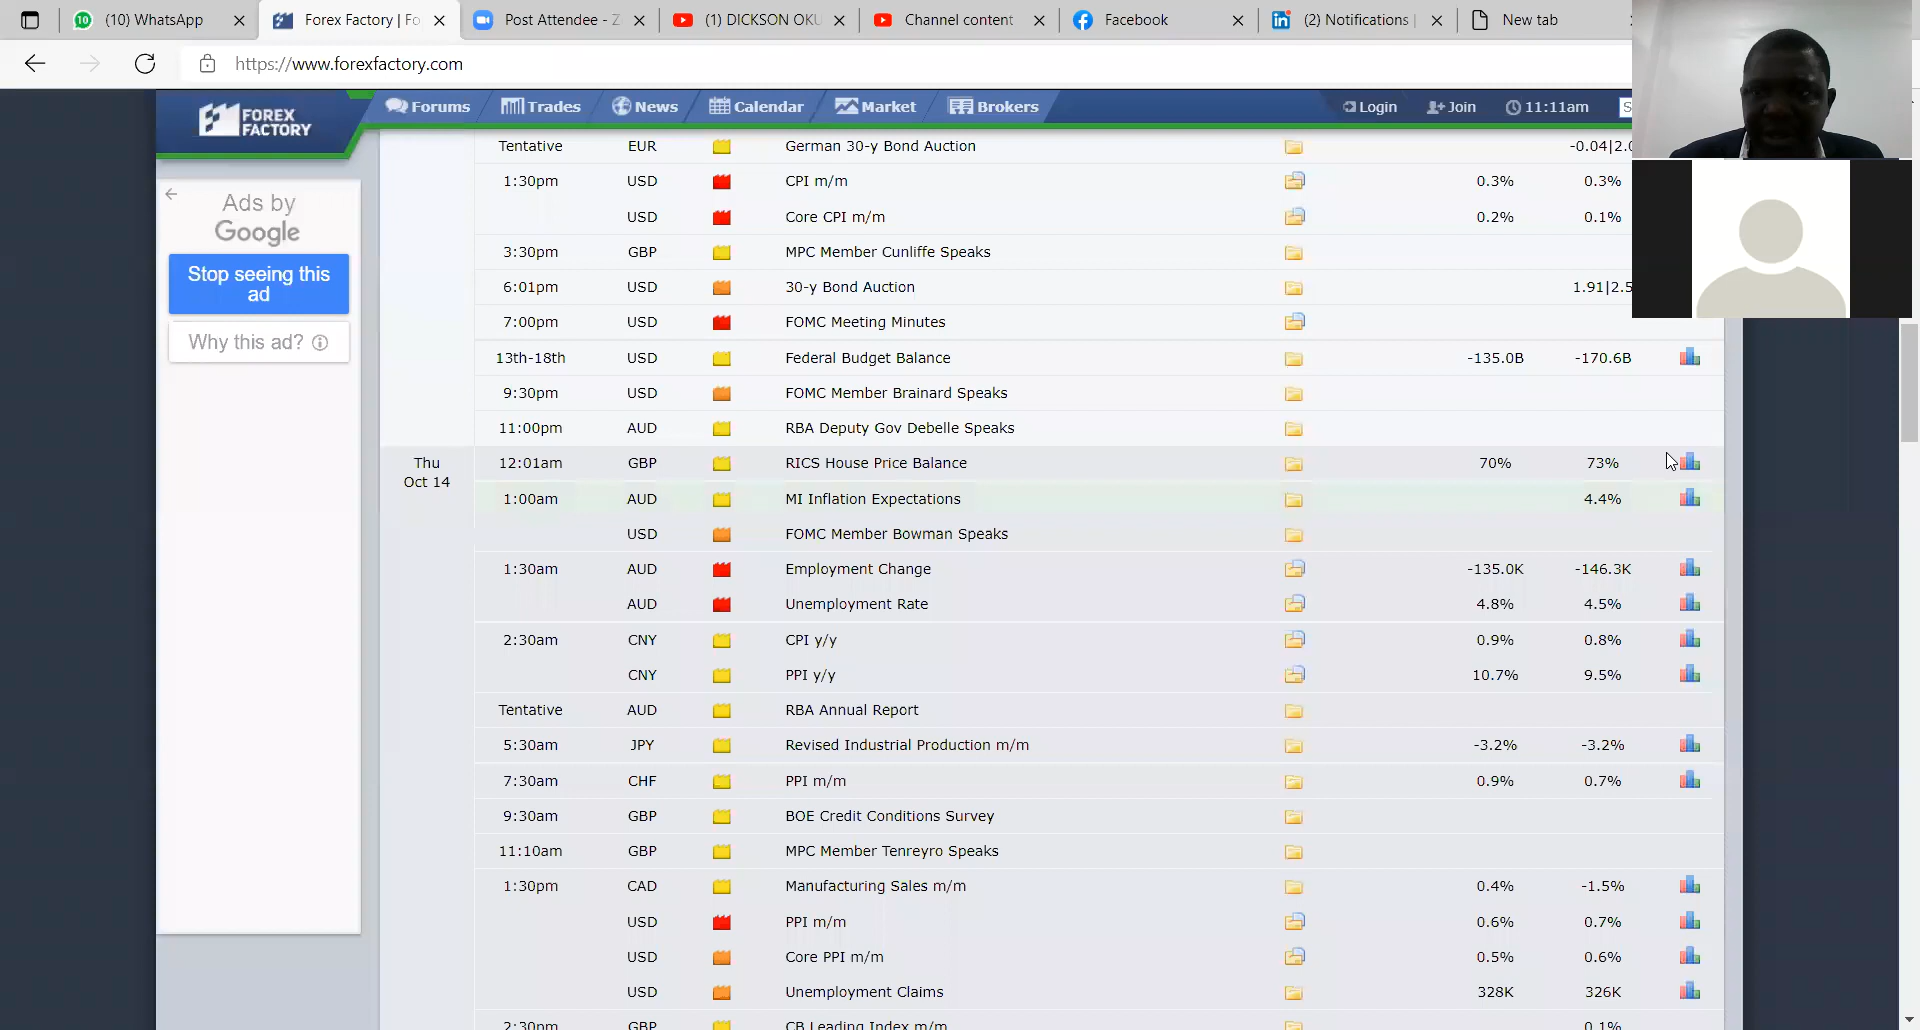 (10) WhatsApp
Forex Factory | Fo
Post Attendee - Z
(1) DICKSON OKU
Channel content
Facebook
(2) Notifications |
New tab
https://www.forexfactory.com
FOREX FACTORY
Forums
Trades
News
Calendar
Market
Brokers
Login
Join
11:11am
S
Ads by
Google
Stop seeing this
ad
Why this ad?
Tentative EUR German 30-y Bond Auction -0.04|2.0
1:30pm USD CPI m/m 0.3% 0.3%
USD Core CPI m/m 0.2% 0.1%
3:30pm GBP MPC Member Cunliffe Speaks
6:01pm USD 30-y Bond Auction 1.91|2.5
7:00pm USD FOMC Meeting Minutes
13th-18th USD Federal Budget Balance -135.0B -170.6B
9:30pm USD FOMC Member Brainard Speaks
11:00pm AUD RBA Deputy Gov Debelle Speaks
Thu
Oct 14
12:01am GBP RICS House Price Balance 70% 73%
1:00am AUD MI Inflation Expectations 4.4%
USD FOMC Member Bowman Speaks
1:30am AUD Employment Change -135.0K -146.3K
AUD Unemployment Rate 4.8% 4.5%
2:30am CNY CPI y/y 0.9% 0.8%
CNY PPI y/y 10.7% 9.5%
Tentative AUD RBA Annual Report
5:30am JPY Revised Industrial Production m/m -3.2% -3.2%
7:30am CHF PPI m/m 0.9% 0.7%
9:30am GBP BOE Credit Conditions Survey
11:10am GBP MPC Member Tenreyro Speaks
1:30pm CAD Manufacturing Sales m/m 0.4% -1.5%
USD PPI m/m 0.6% 0.7%
USD Core PPI m/m 0.5% 0.6%
USD Unemployment Claims 328K 326K
2:30pm GBP CB Leading Index m/m 0.1%